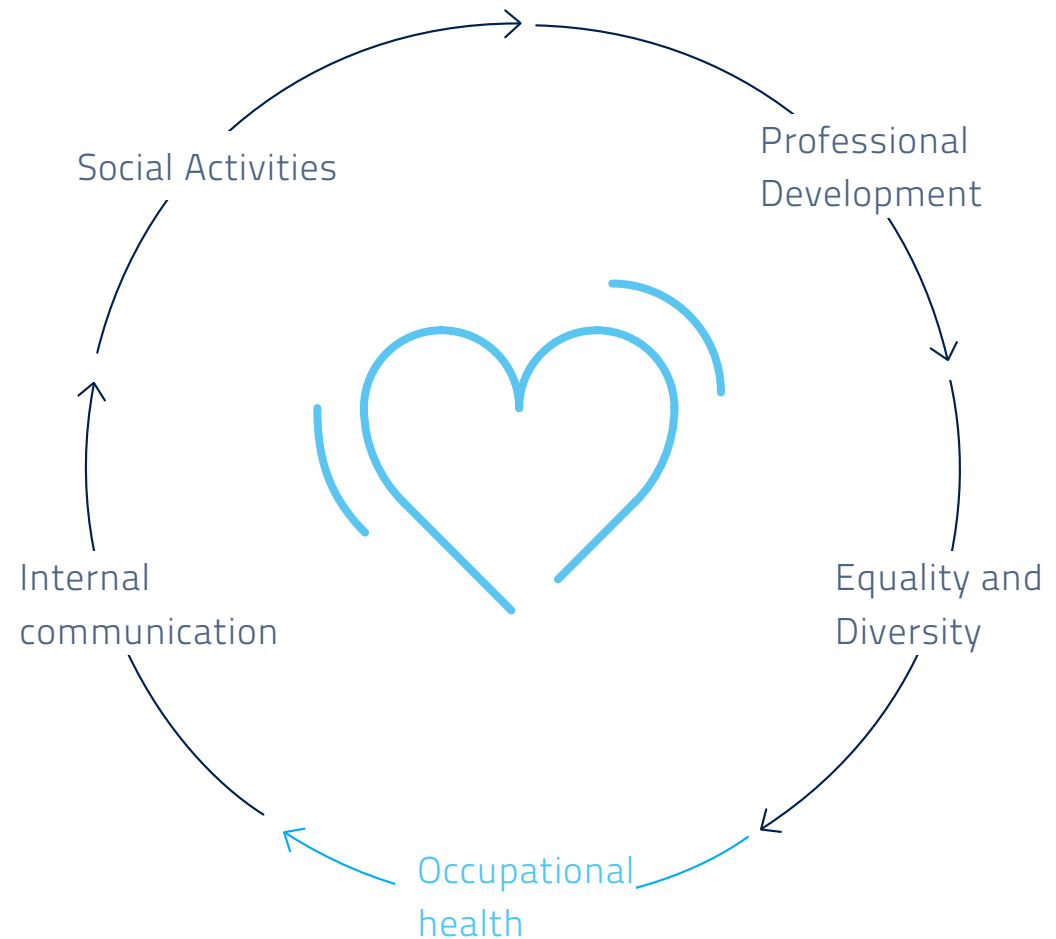 Professional
Development
Social Activities
Internal
communication
Equality and
Diversity
Occupational
health